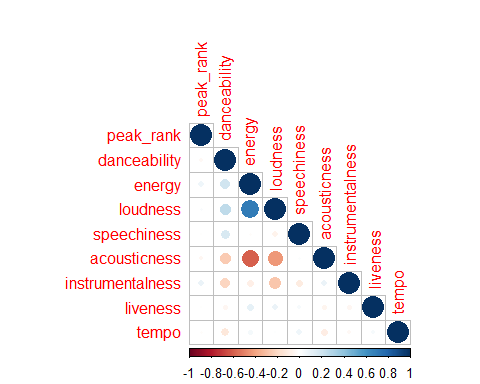 peak_rank
danceability
energy
loudness
speechiness
acousticness
instrumentalness
liveness
tempo
peak_rank
danceability
energy
loudness
speechiness
acousticness
instrumentalness
liveness
tempo
-1 -0.8 -0.6 -0.4 -0.2 0 0.2 0.4 0.6 0.8 1